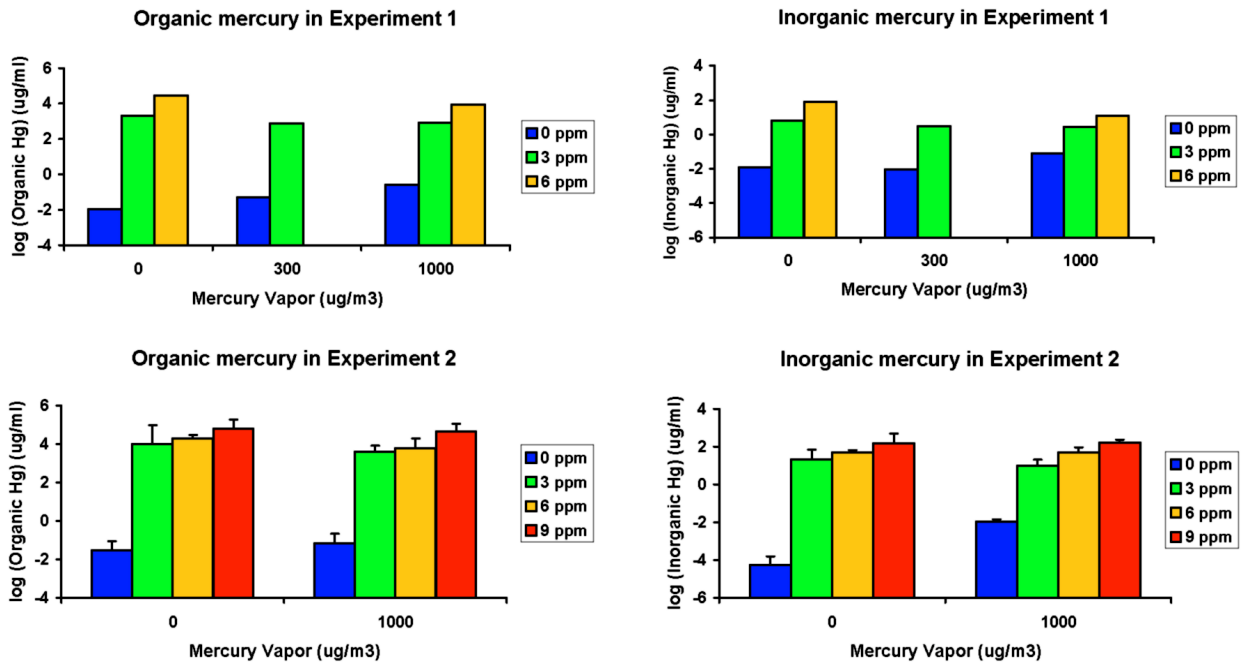 Organic mercury in Experiment 1
log (Organic Hg) (ug/ml)
6
4
2
0
-2
-4
0
300
1000
Mercury Vapor (ug/m3)
0 ppm
3 ppm
6 ppm
Inorganic mercury in Experiment 1
log (Inorganic Hg) (ug/ml)
4
2
0
-2
-4
-6
0
300
1000
Mercury Vapor (ug/m3)
0 ppm
3 ppm
6 ppm
Organic mercury in Experiment 2
log (Organic Hg) (ug/ml)
6
4
2
0
-2
-4
0
1000
Mercury Vapor (ug/m3)
0 ppm
3 ppm
6 ppm
9 ppm
Inorganic mercury in Experiment 2
log (Inorganic Hg) (ug/ml)
4
2
0
-2
-4
-6
0
1000
Mercury Vapor (ug/m3)
0 ppm
3 ppm
6 ppm
9 ppm